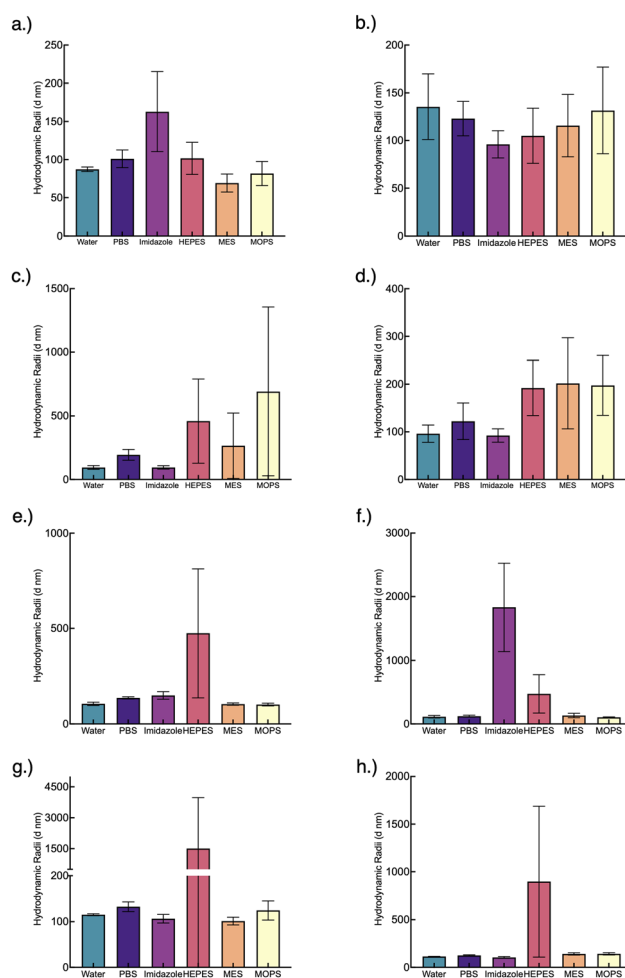 a.)
Hydrodynamic Radii (d nm)
250
200
150
100
50
0
Water PBS Imidazole HEPES MES MOPS
b.)
Hydrodynamic Radii (d nm)
200
150
100
50
0
Water PBS Imidazole HEPES MES MOPS
c.)
Hydrodynamic Radii (d nm)
1500
1000
500
0
Water PBS Imidazole HEPES MES MOPS
d.)
Hydrodynamic Radii (d nm)
400
300
200
100
0
Water PBS Imidazole HEPES MES MOPS
e.)
Hydrodynamic Radii (d nm)
1000
500
0
Water PBS Imidazole HEPES MES MOPS
f.)
Hydrodynamic Radii (d nm)
3000
2000
1000
0
Water PBS Imidazole HEPES MES MOPS
g.)
Hydrodynamic Radii (d nm)
4500
3000
1500
200
100
0
Water PBS Imidazole HEPES MES MOPS
h.)
Hydrodynamic Radii (d nm)
2000
1500
1000
500
0
Water PBS Imidazole HEPES MES MOPS